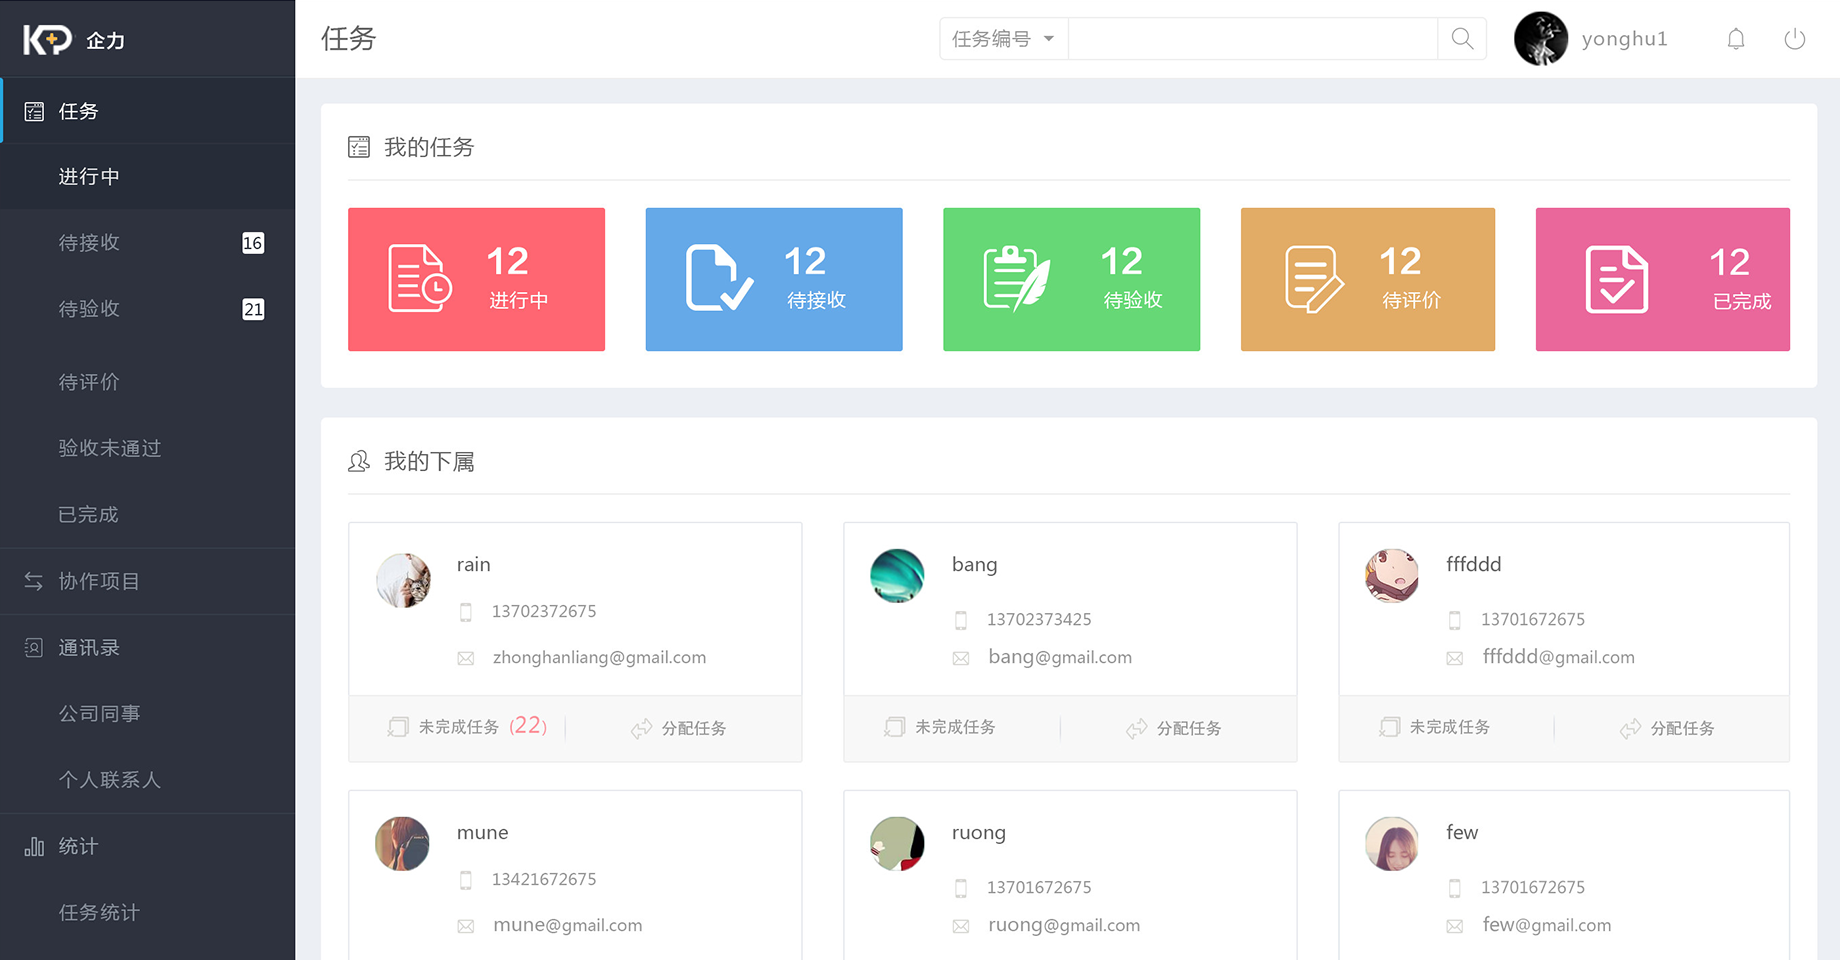 KP 企力
任务
进行中
待接收 16
待验收 21
待评价
验收未通过
已完成
协作项目
通讯录
公司同事
个人联系人
统计
任务统计
任务
任务编号
yonghu1
我的任务
12
进行中
12
待接收
12
待验收
12
待评价
12
已完成
我的下属
rain
13702372675
zhonghanliang@gmail.com
未完成任务 (22)
分配任务
bang
13702373425
bang@gmail.com
未完成任务
分配任务
fffddd
13701672675
fffddd@gmail.com
未完成任务
分配任务
mune
13421672675
mune@gmail.com
ruong
13701672675
ruong@gmail.com
few
13701672675
few@gmail.com